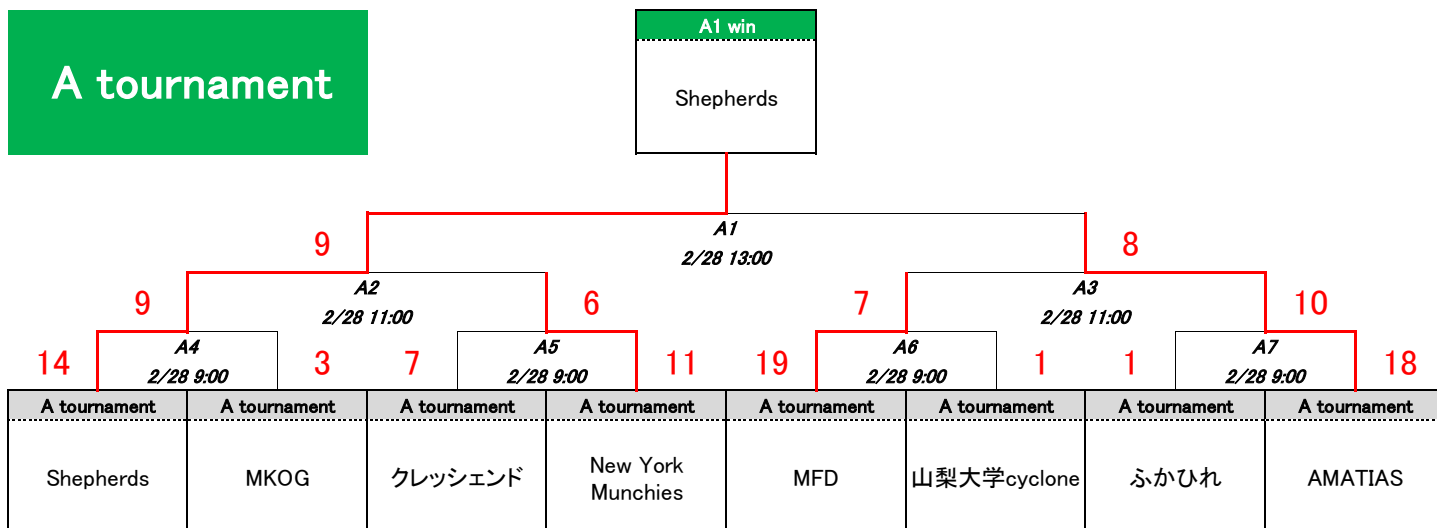 A1 win
A tournament
Shepherds
A1
9
8
2/28 13:00
A2
A3
9
6
7
10
2/28 11:00
2/28 11:00
A4
A5
A6
A7
14
3
7
11
19
1
1
18
2/28 9:00
2/28 9:00
2/28 9:00
2/28 9:00
A tournament
A tournament
A tournament
A tournament
A tournament
A tournament
A tournament
A tournament
Shepherds
MKOG
クレッシェンド
New York
Munchies
MFD
山梨大学cyclone
ふかひれ
AMATIAS